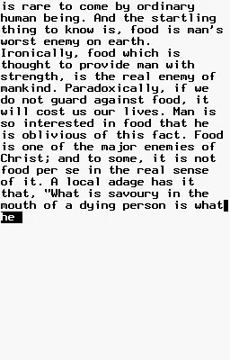 is rare to come by ordinary
human being. And the startling
thing to know is, food is man's
worst enemy on earth.
Ironically, food which is
thought to provide man with
strength, is the real enemy of
mankind. Paradoxically, if we
do not guard against food, it
will cost us our lives. Man is
so interested in food that he
is oblivious of this fact. Food
is one of the major enemies of
Christ; and to some, it is not
food per se in the real sense
of it. A local adage has it
that, "What is savoury in the
mouth of a dying person is what
he